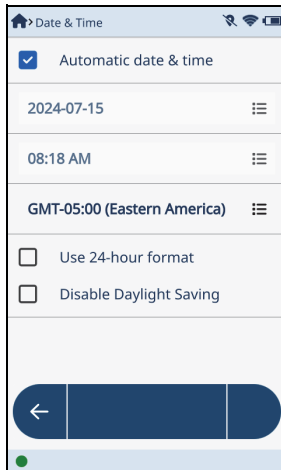 > Date & Time
Automatic date & time
2024-07-15
08:18 AM
GMT-05:00 (Eastern America)
Use 24-hour format
Disable Daylight Saving